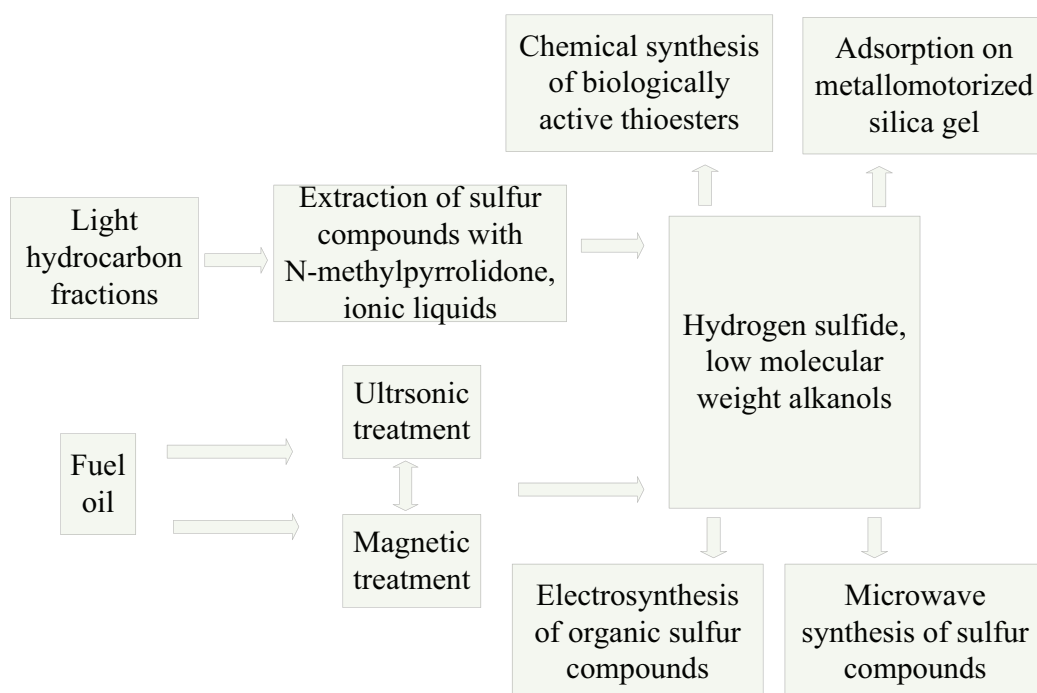 Chemical synthesis
of biologically
active thioesters
Adsorption on
metallomotorized
silica gel
Light
hydrocarbon
fractions
Extraction of sulfur
compounds with
N-methylpyrrolidone,
ionic liquids
Hydrogen sulfide,
low molecular
weight alkanols
Ultrsonic
treatment
Fuel
oil
Magnetic
treatment
Electrosynthesis
of organic sulfur
compounds
Microwave
synthesis of sulfur
compounds